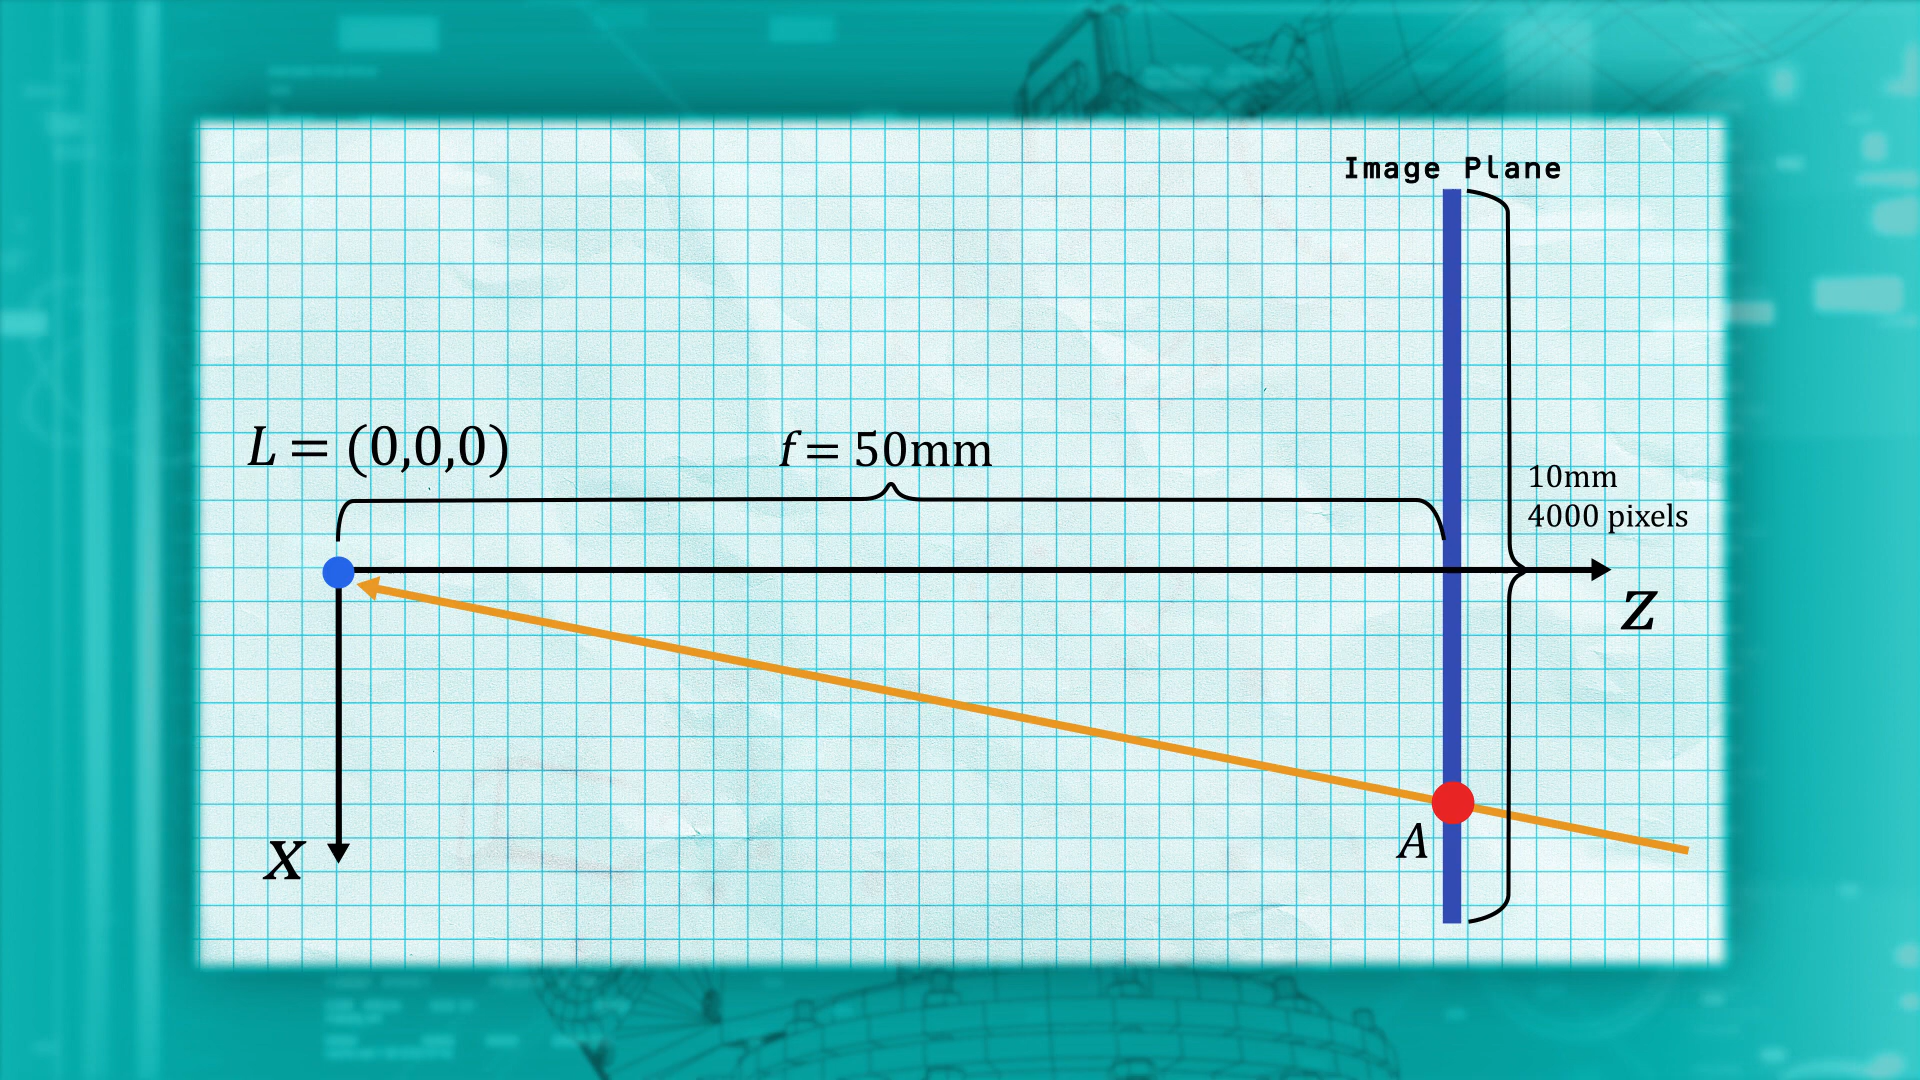 Image Plane
L = (0,0,0)
f = 50mm
10mm
4000 pixels
Z
A
X